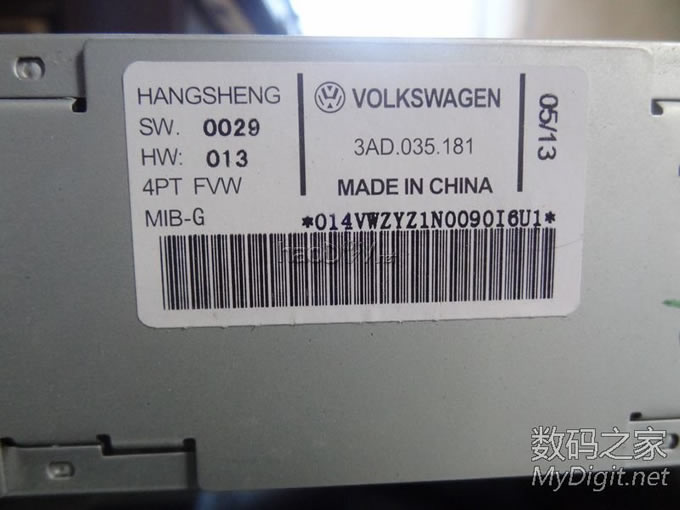 HANGSHENG
SW. 0029
HW: 013
4PT FVW
MIB-G
VOLKSWAGEN
3AD.035.181
MADE IN CHINA
05/13
*014VWZYZ1N0090I6U1*
数码之家
MyDigit.net